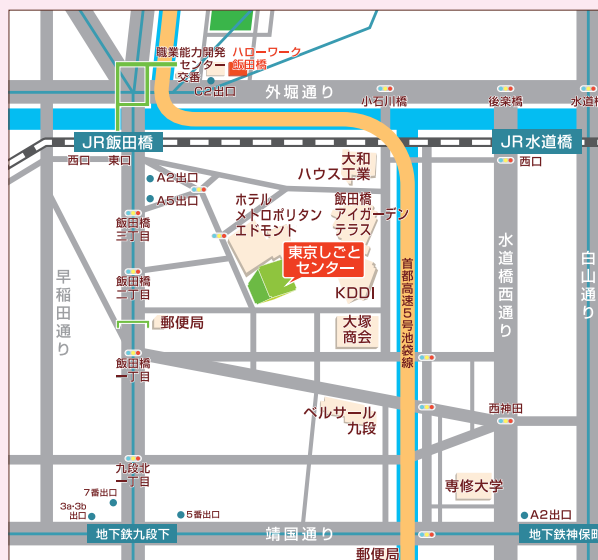 職業能力開発
センター
交番
ハローワーク
飯田橋
C2出口
外堀通り
小石川橋
後楽橋
水道橋
JR飯田橋
JR水道橋
西口
東口
西口
A2出口
A5出口
大和
ハウス工業
ホテル
メトロポリタン
エドモント
飯田橋
アイガーデン
テラス
飯田橋
三丁目
東京しごと
センター
首都高速5号池袋線
水道橋西通り
白山通り
早稲田通り
飯田橋
二丁目
KDDI
郵便局
大塚
商会
飯田橋
一丁目
ベルサール
九段
西神田
九段北
一丁目
専修大学
7番出口
3a・3b
出口
5番出口
A2出口
地下鉄九段下
靖国通り
地下鉄神保町
郵便局